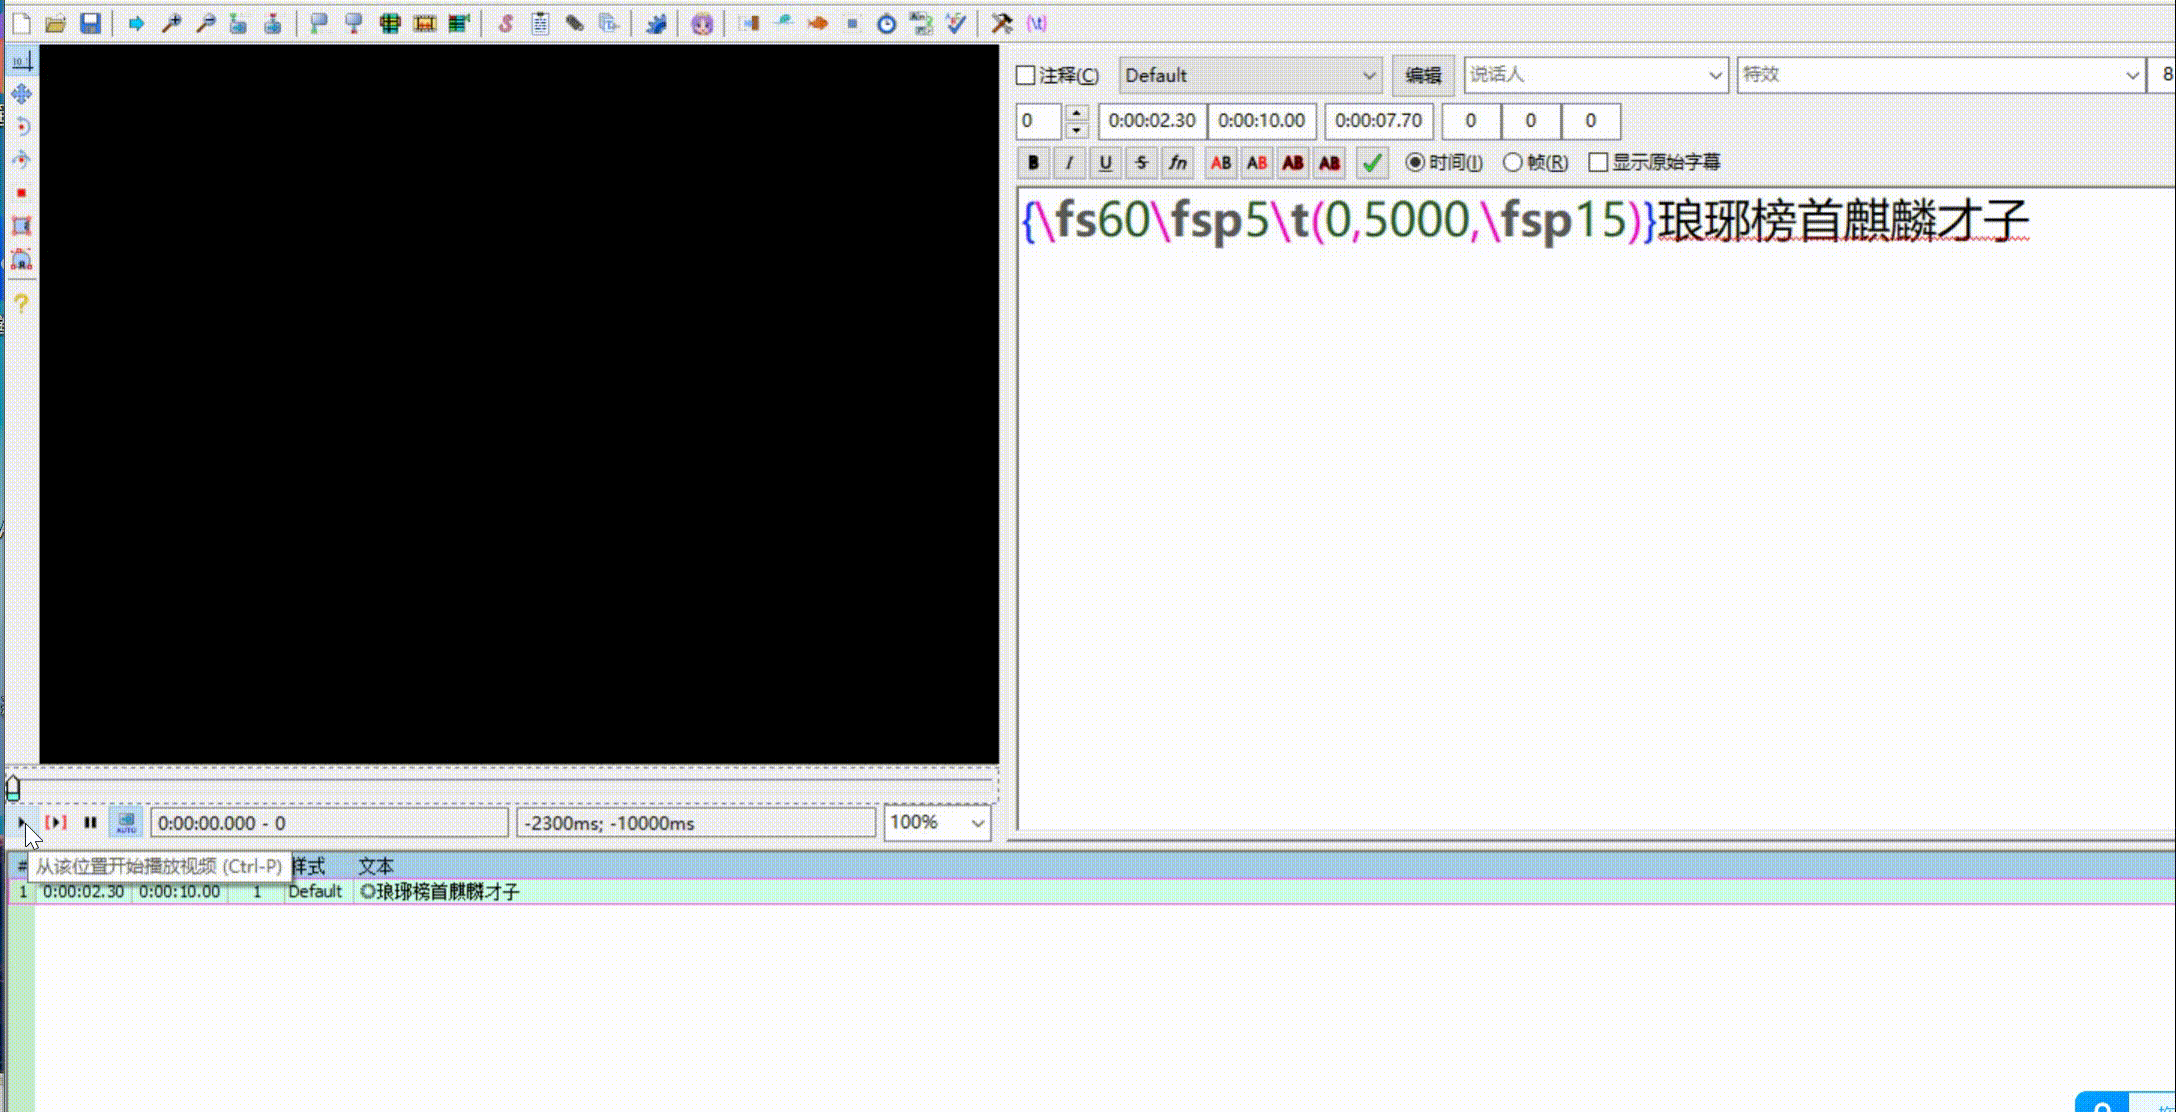 注释(C) Default 编辑 说话人 特效 8
0 0:00:02.30 0:00:10.00 0:00:07.70 0 0 0
B I U S fn AB AB AB AB 时间(I) 帧(R) 显示原始字幕
{\fs60\fsp5\t(0,5000,\fsp15)}琅琊榜首麒麟才子
0:00:00.000 - 0 -2300ms; -10000ms 100%
# 样式 文本
从该位置开始播放视频 (Ctrl-P)
1 0:00:02.30 0:00:10.00 1 Default ◎琅琊榜首麒麟才子